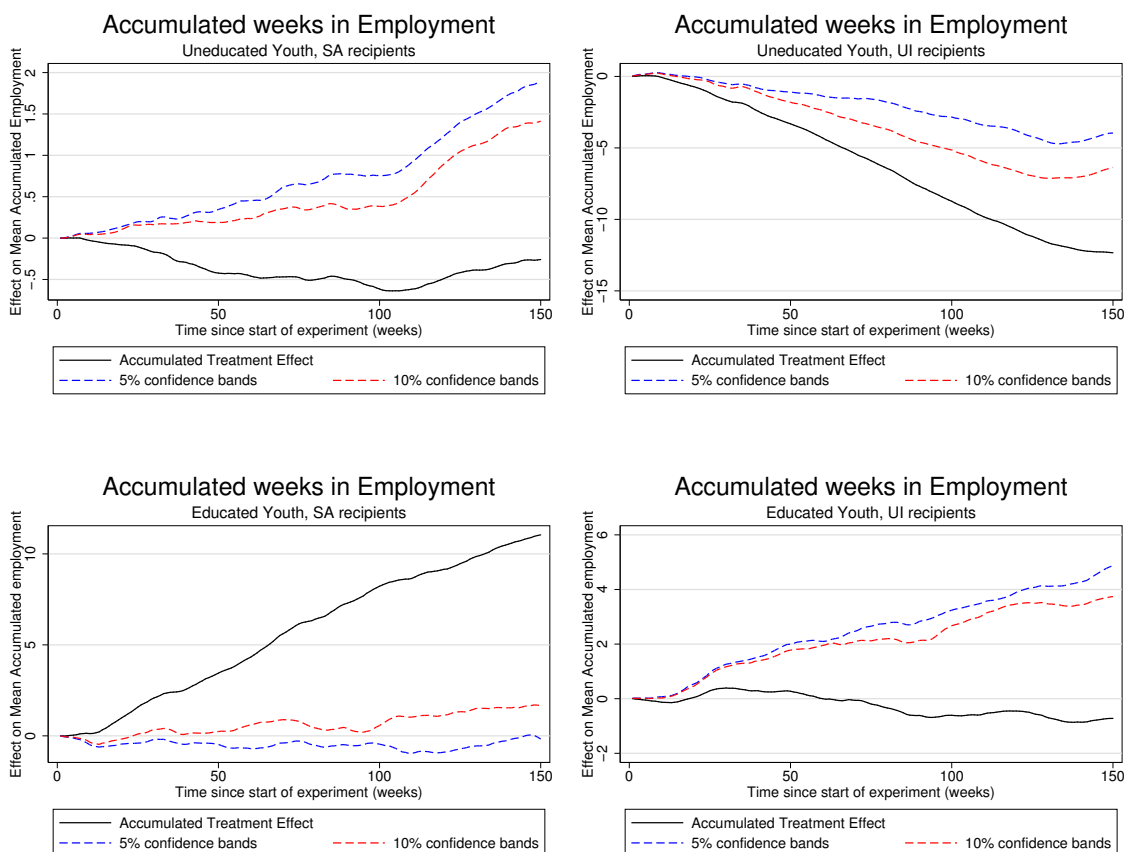 Accumulated weeks in Employment
Uneducated Youth, SA recipients
Effect on Mean Accumulated Employment
2
1.5
1
.5
0
−.5
0
50
100
150
Time since start of experiment (weeks)
Accumulated Treatment Effect
5% confidence bands
10% confidence bands
Accumulated weeks in Employment
Uneducated Youth, UI recipients
Effect on Mean Accumulated Employment
0
−5
−10
−15
0
50
100
150
Time since start of experiment (weeks)
Accumulated Treatment Effect
5% confidence bands
10% confidence bands
Accumulated weeks in Employment
Educated Youth, SA recipients
Effect on Mean Accumulated employment
10
5
0
0
50
100
150
Time since start of experiment (weeks)
Accumulated Treatment Effect
5% confidence bands
10% confidence bands
Accumulated weeks in Employment
Educated Youth, UI recipients
Effect on Mean Accumulated employment
6
4
2
0
−2
0
50
100
150
Time since start of experiment (weeks)
Accumulated Treatment Effect
5% confidence bands
10% confidence bands